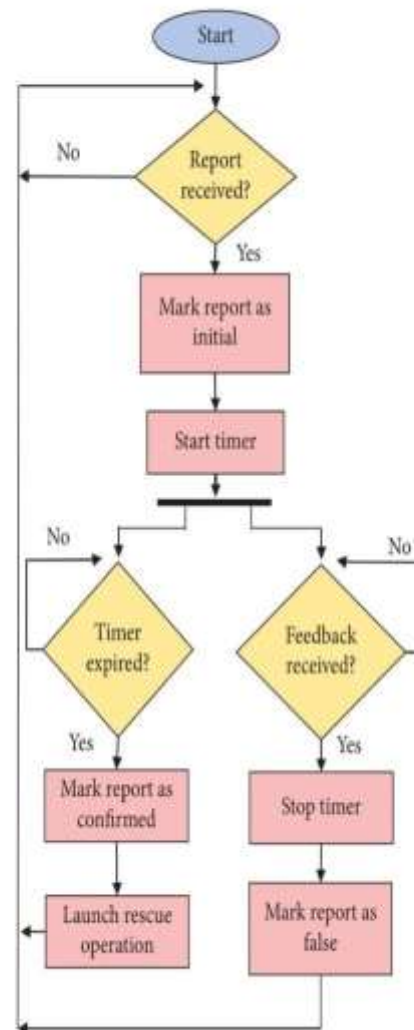 Start
No
Report
received?
Yes
Mark report as
initial
Start timer
No
Timer
expired?
Yes
Mark report as
confirmed
Launch rescue
operation
No
Feedback
received?
Yes
Stop timer
Mark report as
false